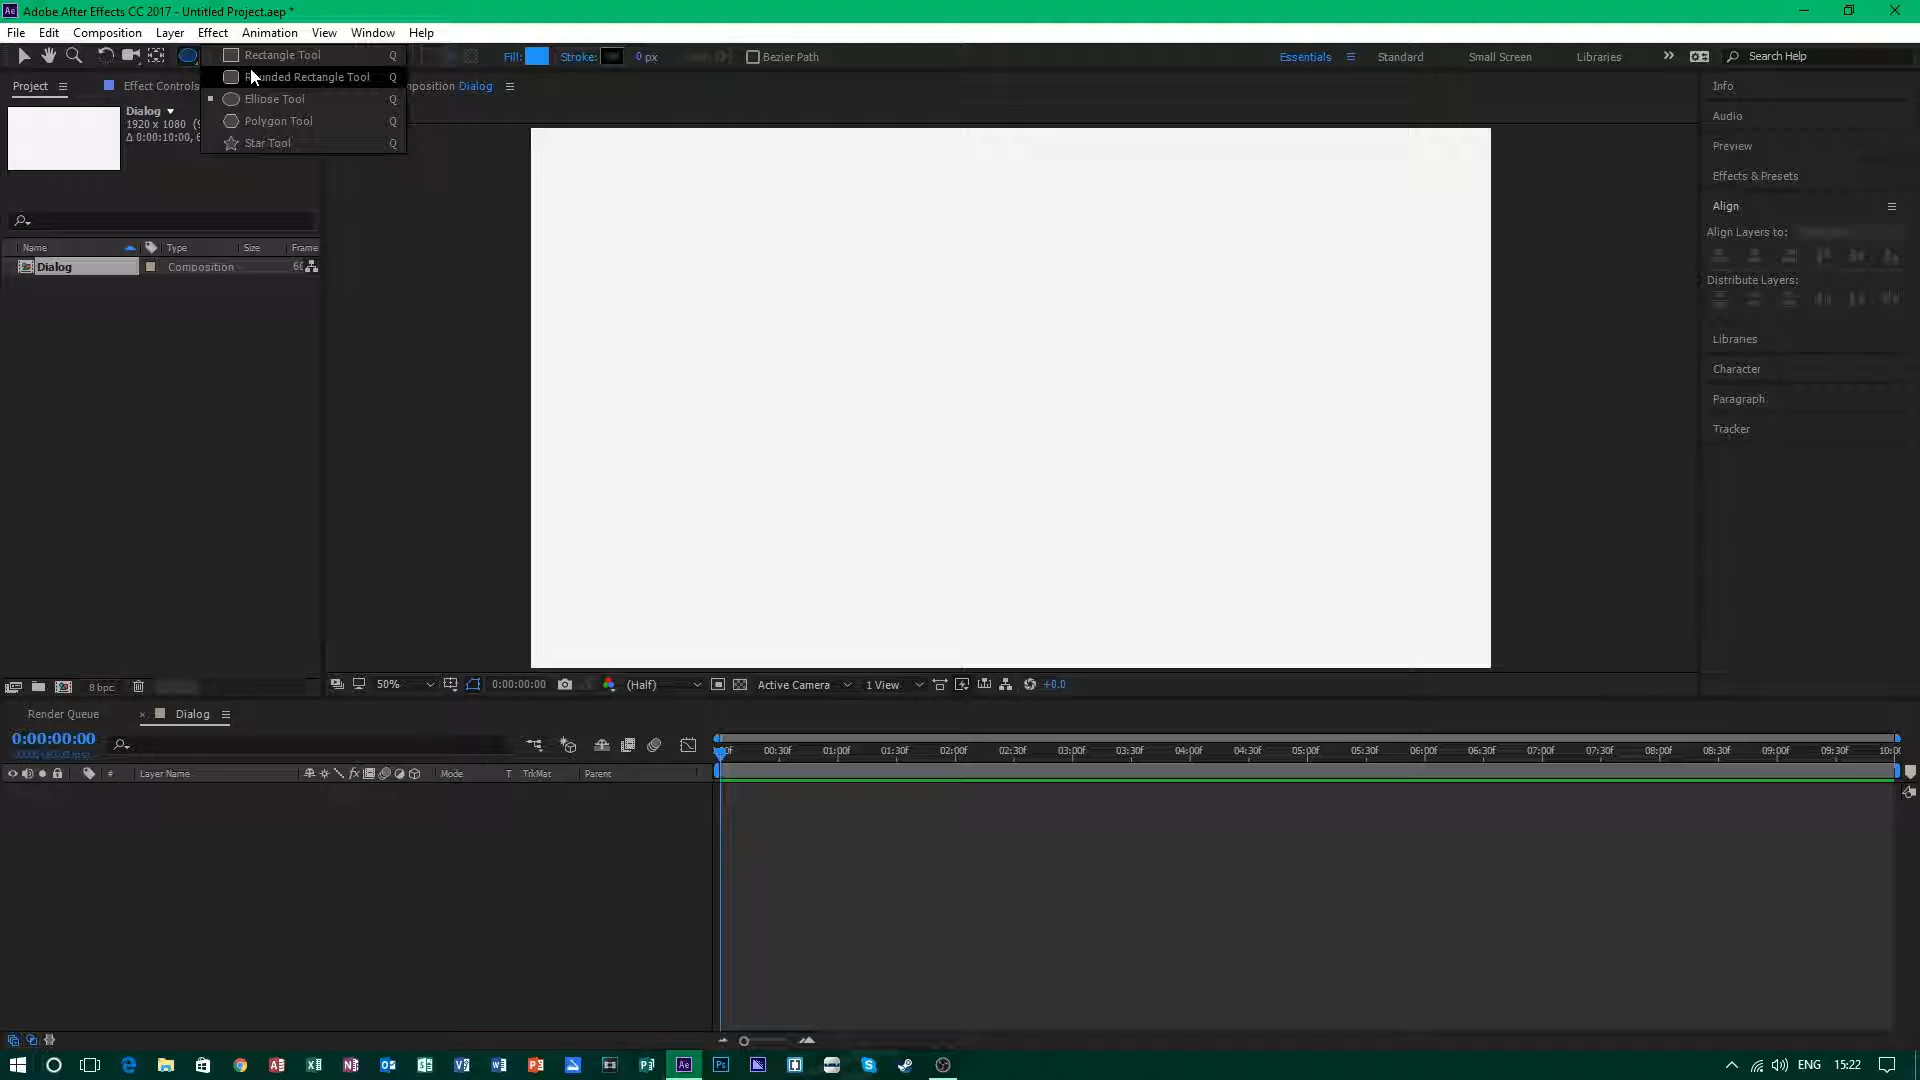 Adobe After Effects CC 2017 - Untitled Project.aep *
File Edit Composition Layer Effect Animation View Window Help
Rectangle Tool Q
Rounded Rectangle Tool Q
Ellipse Tool Q
Polygon Tool Q
Star Tool Q
Fill: Stroke: 0 px Bezier Path
Essentials Standard Small Screen Libraries Search Help
Project Effect Controls
Dialog
1920 x 1080
Δ 0:00:10:00,
Name Type Size Frame
Dialog Composition
8 bpc
Dialog
Info
Audio
Preview
Effects & Presets
Align
Align Layers to:
Distribute Layers:
Libraries
Character
Paragraph
Tracker
50% 0:00:00:00 (Half) Active Camera 1 View +0.0
Render Queue × Dialog
0:00:00:00
# Layer Name Mode T TrkMat Parent
00:30f 01:00f 01:30f 02:00f 02:30f 03:00f 03:30f 04:00f 04:30f 05:00f 05:30f 06:00f 06:30f 07:00f 07:30f 08:00f 08:30f 09:00f 09:30f
ENG 15:22